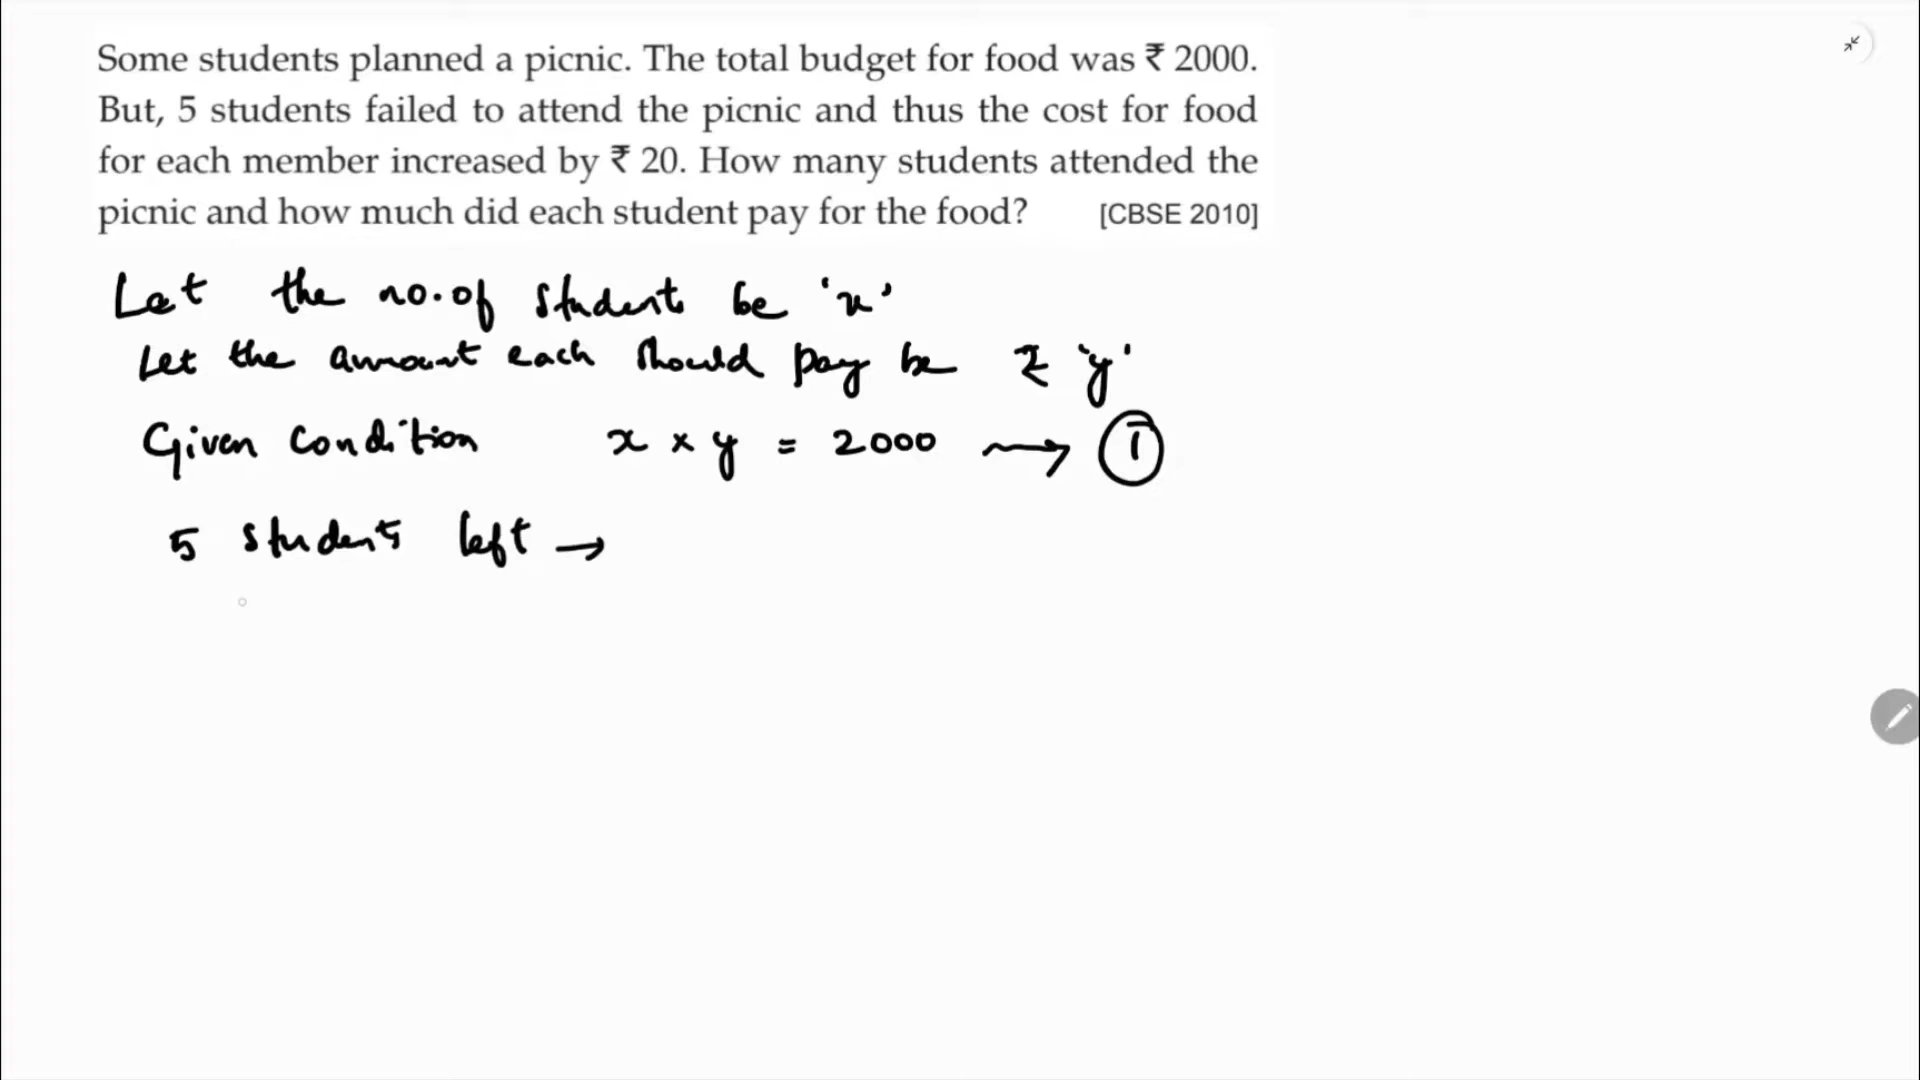 Some students planned a picnic. The total budget for food was ₹ 2000.
But, 5 students failed to attend the picnic and thus the cost for food
for each member increased by ₹ 20. How many students attended the
picnic and how much did each student pay for the food? [CBSE 2010]
Let the no. of students be 'x'
Let the amount each should pay be ₹ 'y'
Given condition x × y = 2000 → 1
5 students left →